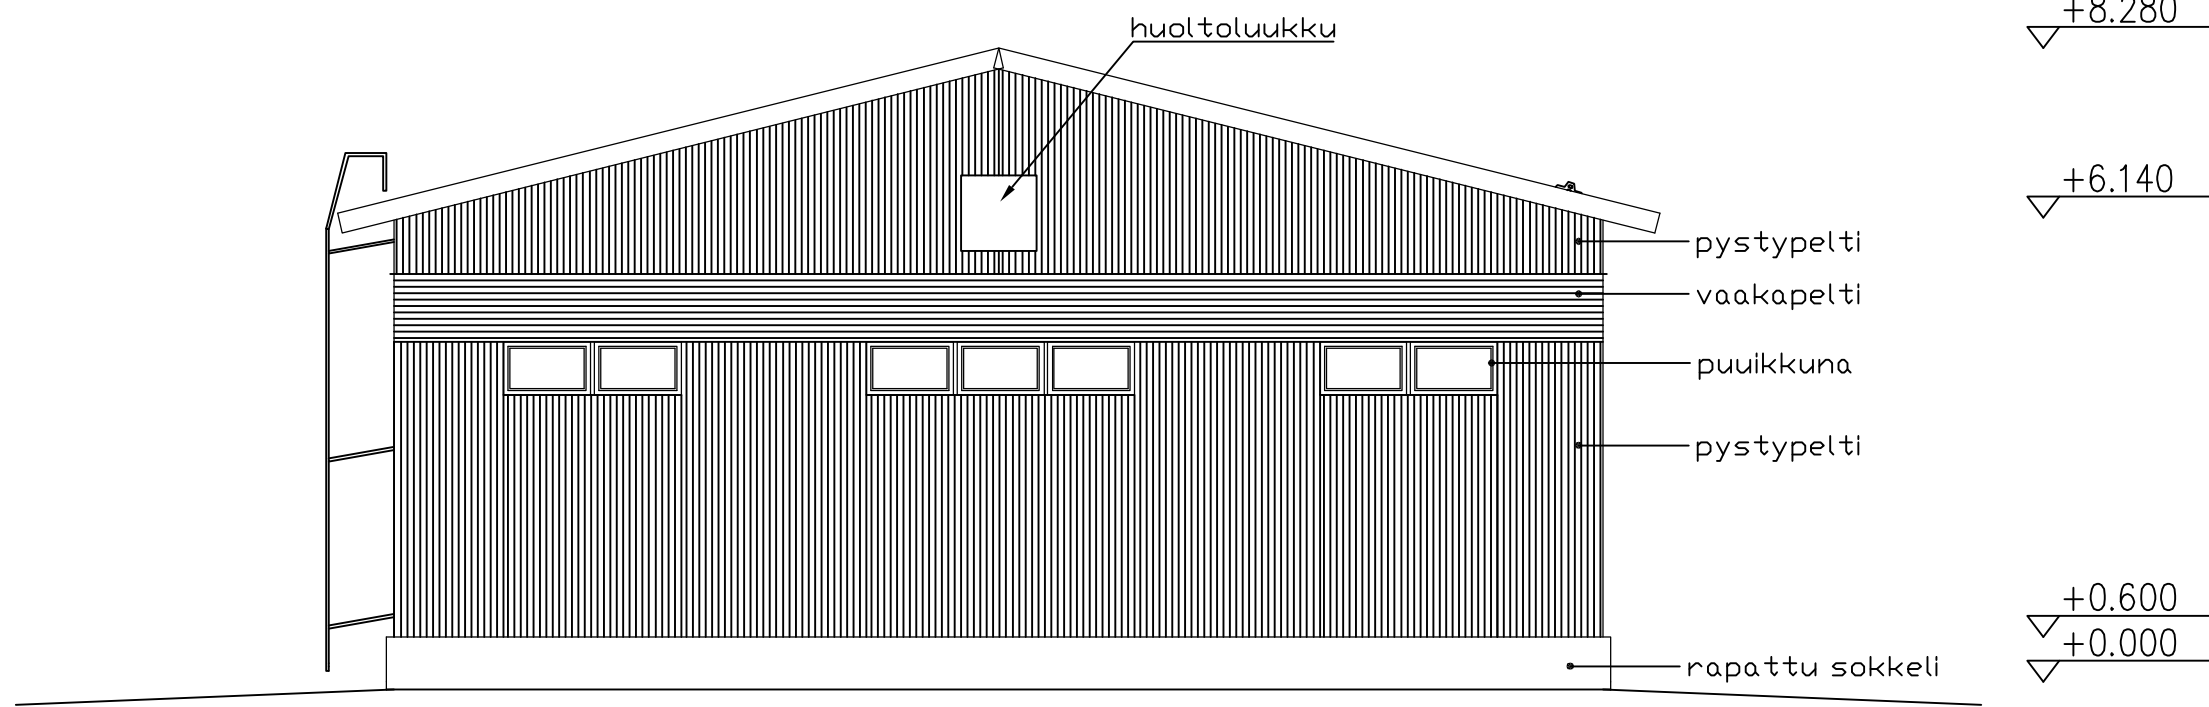 +8.280
huoltoluukku
+6.140
pystypelti
vaakapelti
puuikkuna
pystypelti
+0.600
+0.000
rapattu sokkeli